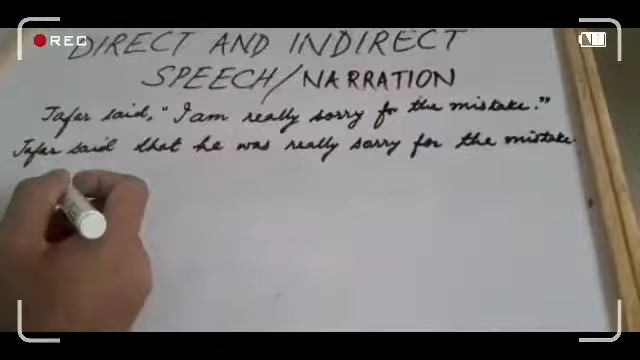 REC
DIRECT AND INDIRECT
SPEECH/NARRATION
Jafar said, "I am really sorry for the mistake."
Jafar said that he was really sorry for the mistake.